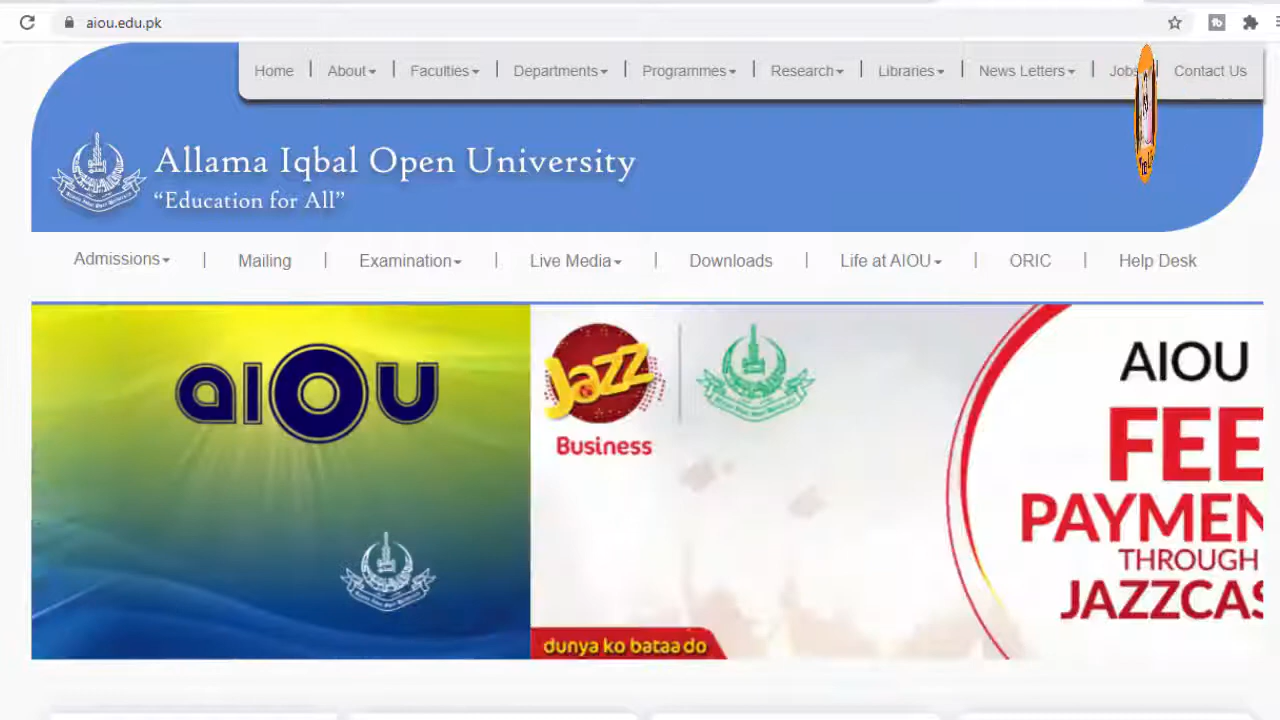 aiou.edu.pk
Home | About | Faculties | Departments | Programmes | Research | Libraries | News Letters | Jobs | Contact Us
Allama Iqbal Open University
“Education for All”
Admissions | Mailing | Examination | Live Media | Downloads | Life at AIOU | ORIC | Help Desk
aIOU
Jazz
Business
dunya ko bataa do
AIOU
FEE
PAYMEN
THROUGH
JAZZCAS